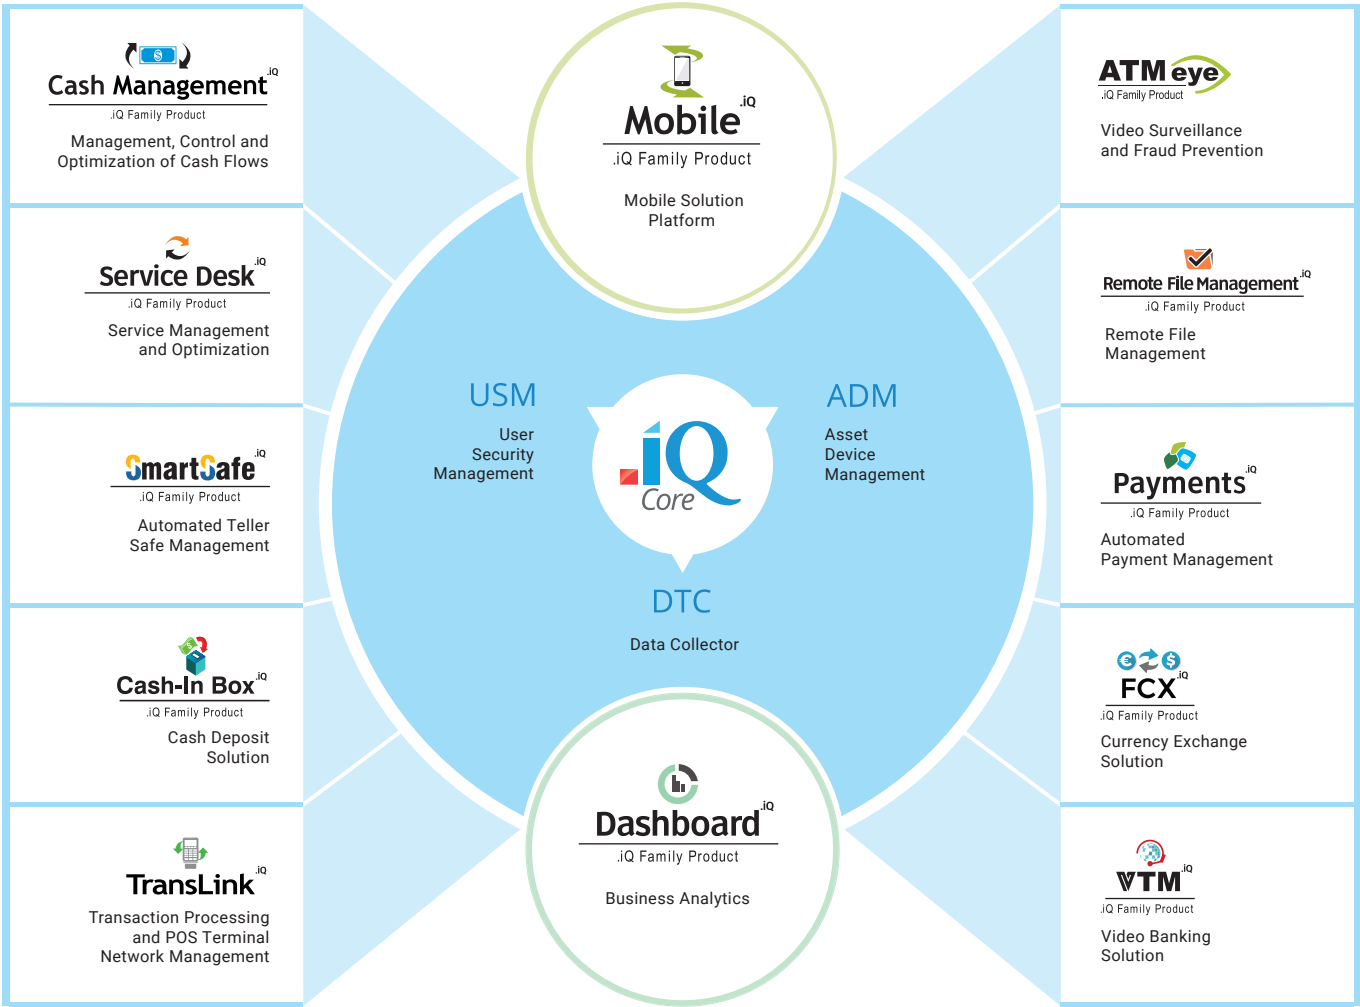 Cash Management.iQ
.iQ Family Product
Management, Control and
Optimization of Cash Flows
Service Desk.iQ
.iQ Family Product
Service Management
and Optimization
SmartSafe.iQ
.iQ Family Product
Automated Teller
Safe Management
Cash-In Box.iQ
.iQ Family Product
Cash Deposit
Solution
TransLink.iQ
.iQ Family Product
Transaction Processing
and POS Terminal
Network Management
Mobile.iQ
.iQ Family Product
Mobile Solution
Platform
USM
User
Security
Management
.iQ
Core
ADM
Asset
Device
Management
DTC
Data Collector
Dashboard.iQ
.iQ Family Product
Business Analytics
ATMeye
.iQ Family Product
Video Surveillance
and Fraud Prevention
Remote File Management.iQ
.iQ Family Product
Remote File
Management
Payments.iQ
.iQ Family Product
Automated
Payment Management
€ $
FCX.iQ
.iQ Family Product
Currency Exchange
Solution
VTM.iQ
.iQ Family Product
Video Banking
Solution